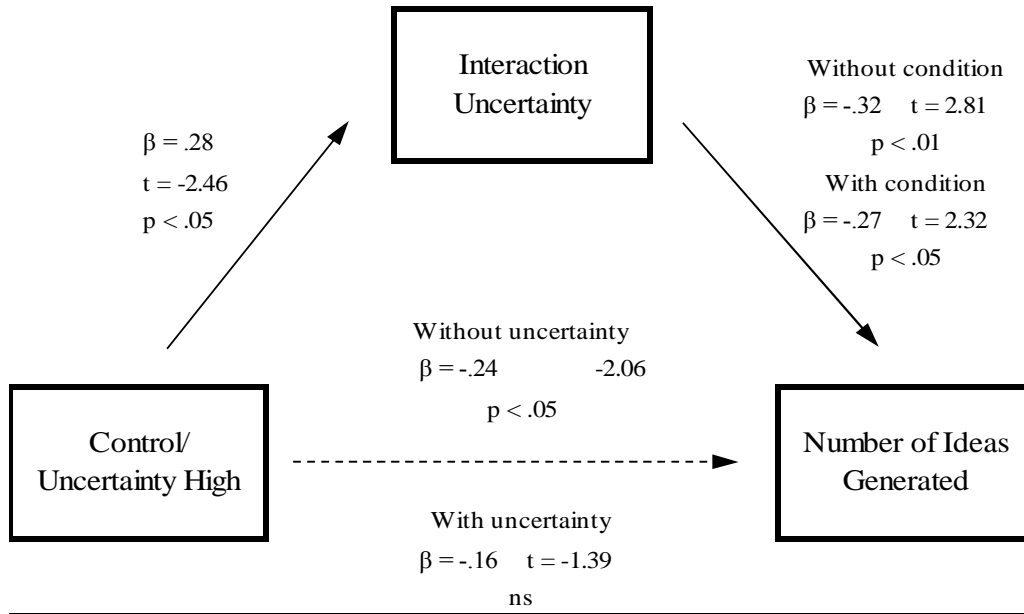 Interaction
Uncertainty
Without condition
β = -.32 t = 2.81
p < .01
With condition
β = -.27 t = 2.32
p < .05
β = .28
t = -2.46
p < .05
Without uncertainty
β = -.24 -2.06
p < .05
Control/
Uncertainty High
Number of Ideas
Generated
With uncertainty
β = -.16 t = -1.39
ns